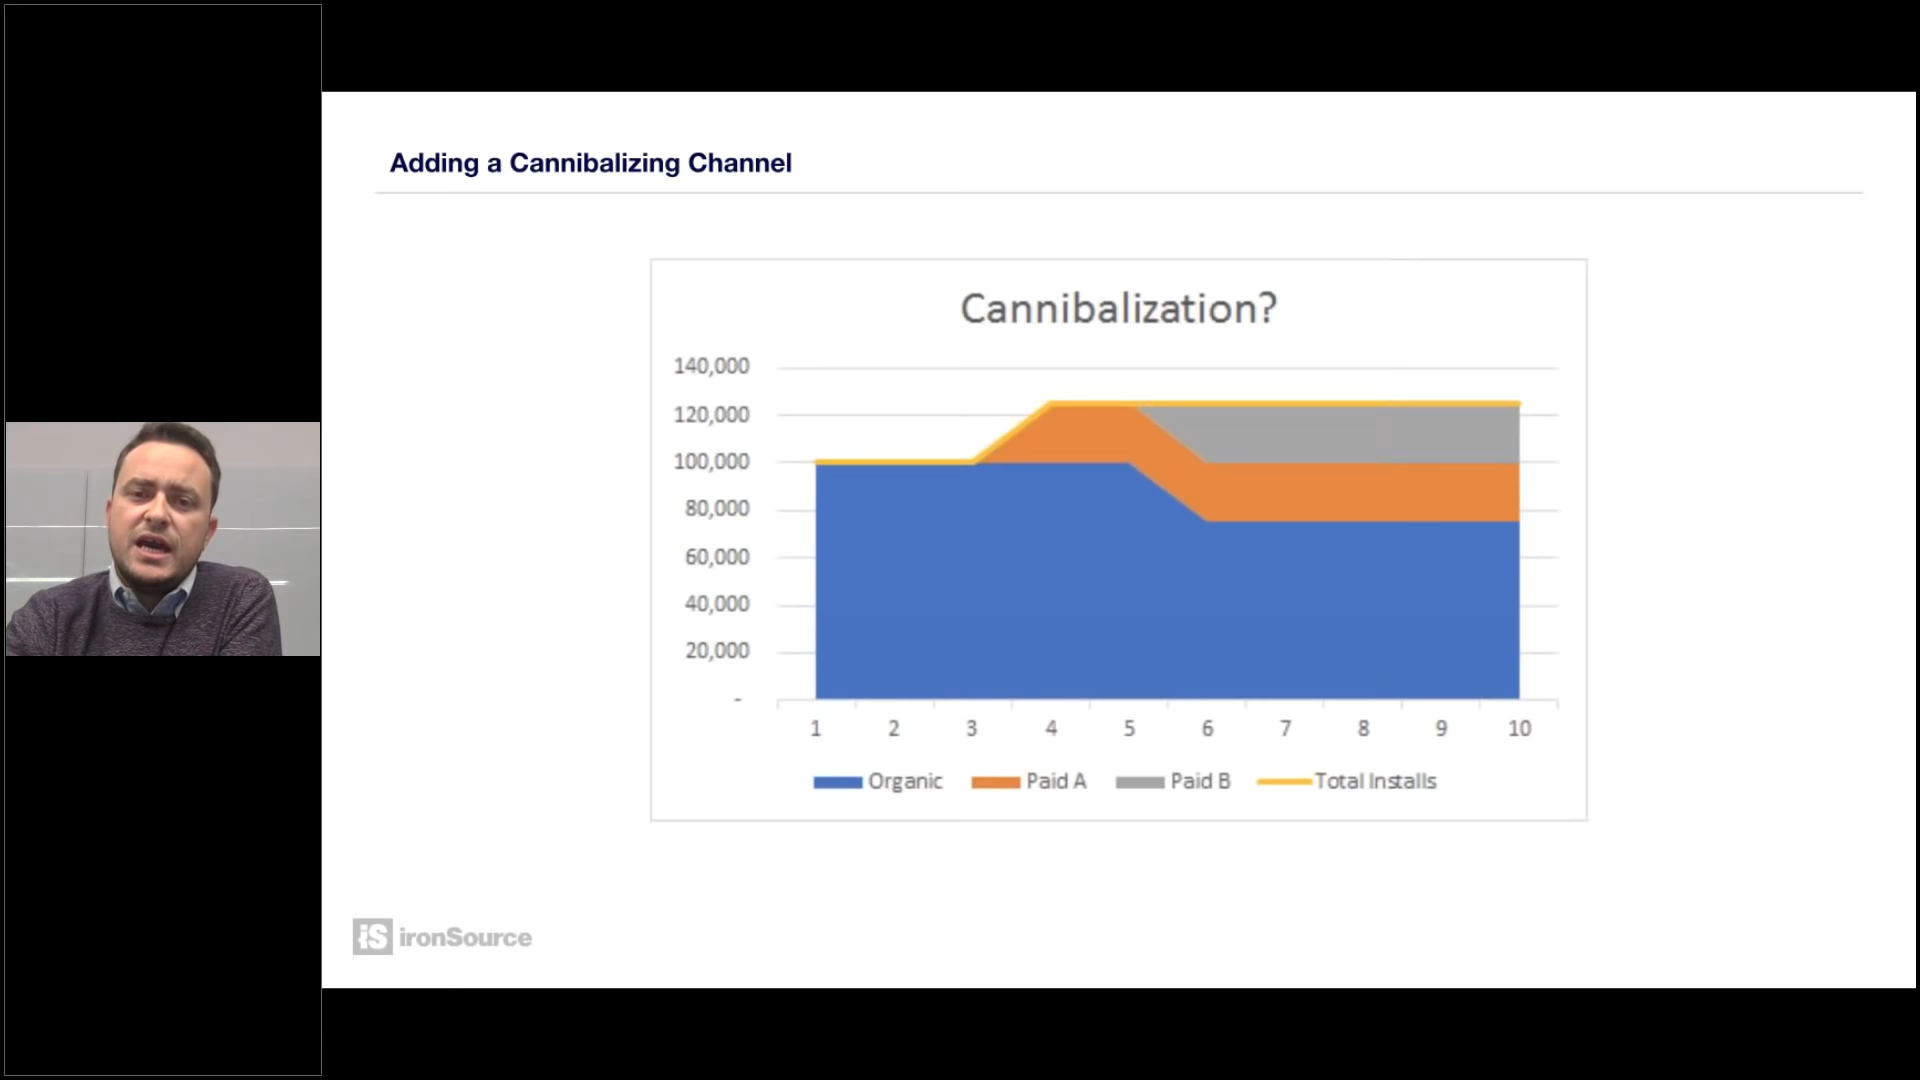 Adding a Cannibalizing Channel
Cannibalization?
140,000
120,000
100,000
80,000
60,000
40,000
20,000
-
1 2 3 4 5 6 7 8 9 10
Organic Paid A Paid B Total Installs
iS ironSource